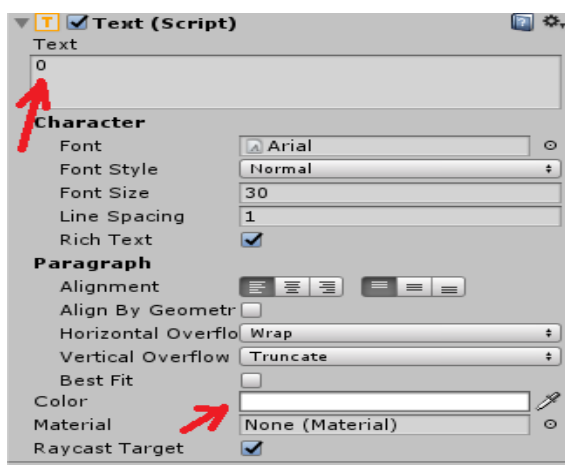 T Text (Script)
Text
0
Character
Font Arial
Font Style Normal
Font Size 30
Line Spacing 1
Rich Text
Paragraph
Alignment
Align By Geometr
Horizontal Overflo Wrap
Vertical Overflow Truncate
Best Fit
Color
Material None (Material)
Raycast Target